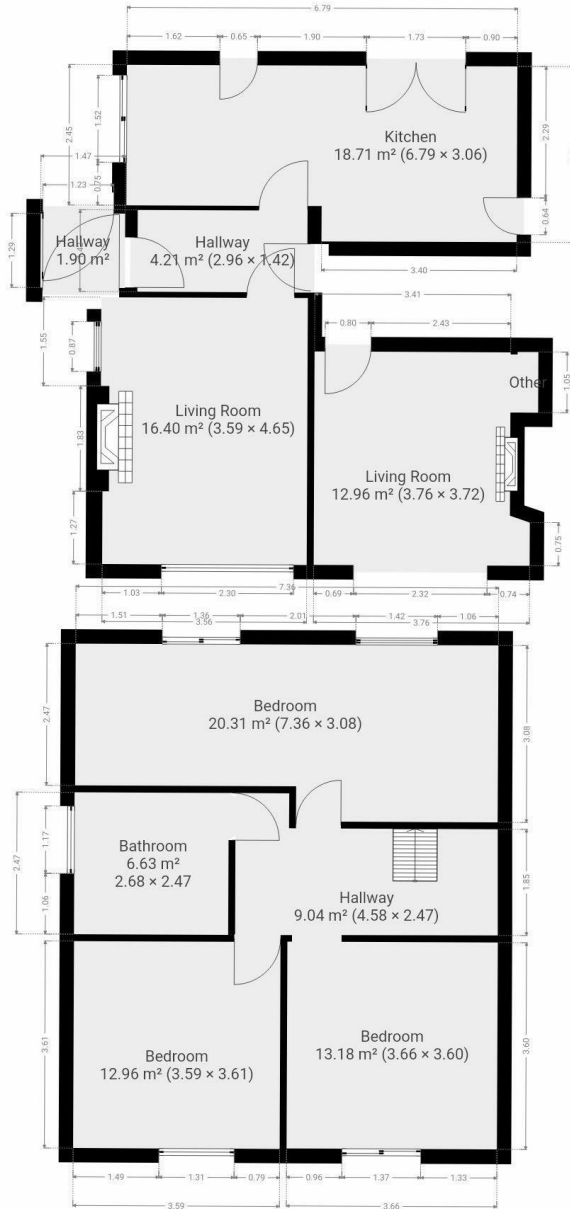 6.79
1.62 0.65 1.90 1.73 0.90
2.45
1.52
2.29
Kitchen
18.71 m² (6.79 × 3.06)
1.47
0.75
1.23
0.64
1.29
Hallway
1.90 m²
Hallway
4.21 m² (2.96 × 1.42)
3.40
3.41
1.55
0.87
0.80 2.43
1.05
Other
Living Room
16.40 m² (3.59 × 4.65)
1.83
Living Room
12.96 m² (3.76 × 3.72)
1.27
0.75
1.03 2.30
0.69 2.32 0.74
7.36
3.56
3.76
1.51 1.36 2.01 1.42 1.06
2.47
Bedroom
20.31 m² (7.36 × 3.08)
3.08
2.47
1.17
Bathroom
6.63 m²
2.68 × 2.47
1.06
1.85
Hallway
9.04 m² (4.58 × 2.47)
3.61
Bedroom
12.96 m² (3.59 × 3.61)
Bedroom
13.18 m² (3.66 × 3.60)
3.60
1.49 1.31 0.79 0.96 1.37 1.33
3.59 3.66